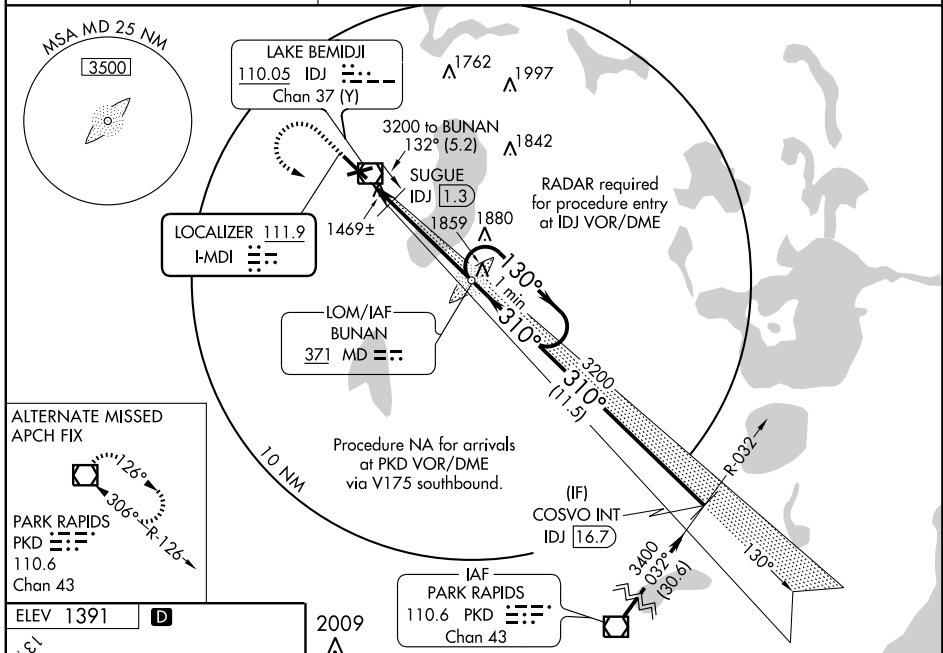 MSA MD 25 NM
3500
LAKE BEMIDJI
110.05 IDJ
Chan 37 (Y)
1762
1997
1842
3200 to BUNAN
132° (5.2)
SUGUE
IDJ 1.3
RADAR required
for procedure entry
at IDJ VOR/DME
LOCALIZER 111.9
I-MDI
1469±
1859
1880
130°
1 min
310°
LOM/IAF
BUNAN
371 MD
3200
310°
(11.5)
ALTERNATE MISSED
APCH FIX
126°
306°
R-126
PARK RAPIDS
PKD
110.6
Chan 43
10 NM
Procedure NA for arrivals
at PKD VOR/DME
via V175 southbound.
R-032
(IF)
COSVO INT
IDJ 16.7
130°
3400
032°
(30.6)
IAF
PARK RAPIDS
110.6 PKD
Chan 43
ELEV 1391 D
2009
131